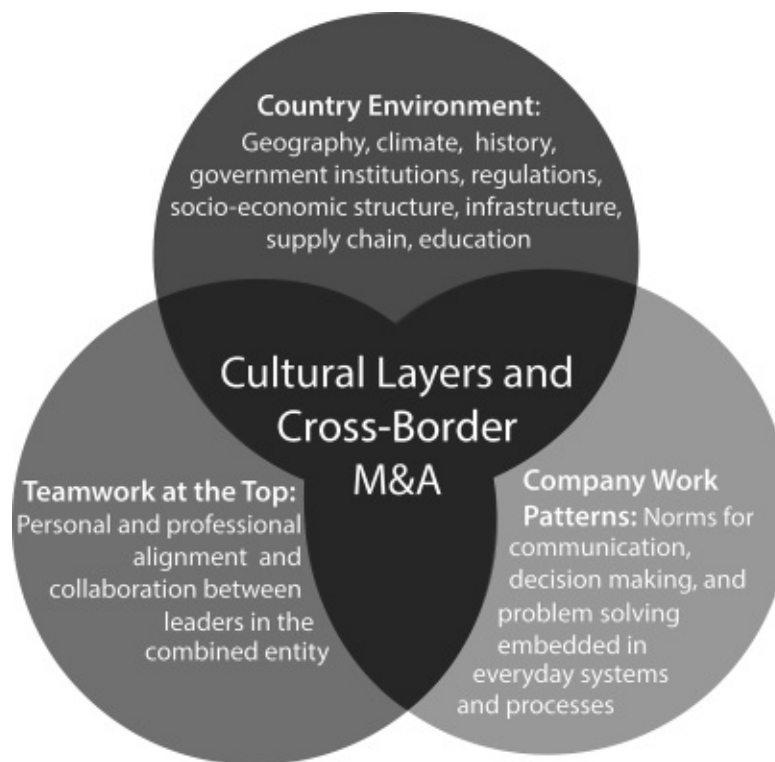 Country Environment:
Geography, climate, history,
government institutions, regulations,
socio-economic structure, infrastructure,
supply chain, education
Cultural Layers and
Cross-Border
M&A
Teamwork at the Top:
Personal and professional
alignment and
collaboration between
leaders in the
combined entity
Company Work
Patterns: Norms for
communication,
decision making, and
problem solving
embedded in
everyday systems
and processes